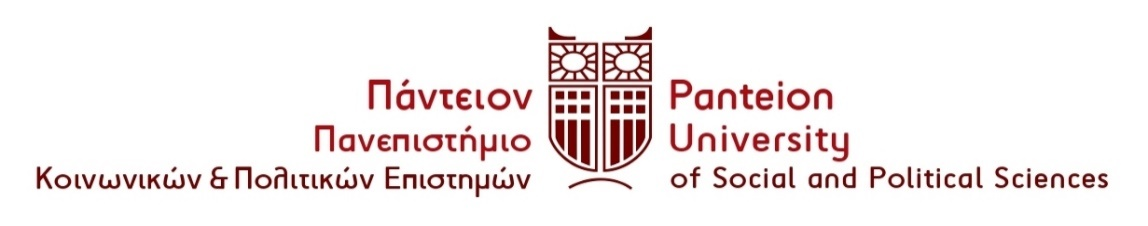 Πάντειον
Πανεπιστήμιο
Κοινωνικών & Πολιτικών Επιστημών
Panteion
University
of Social and Political Sciences